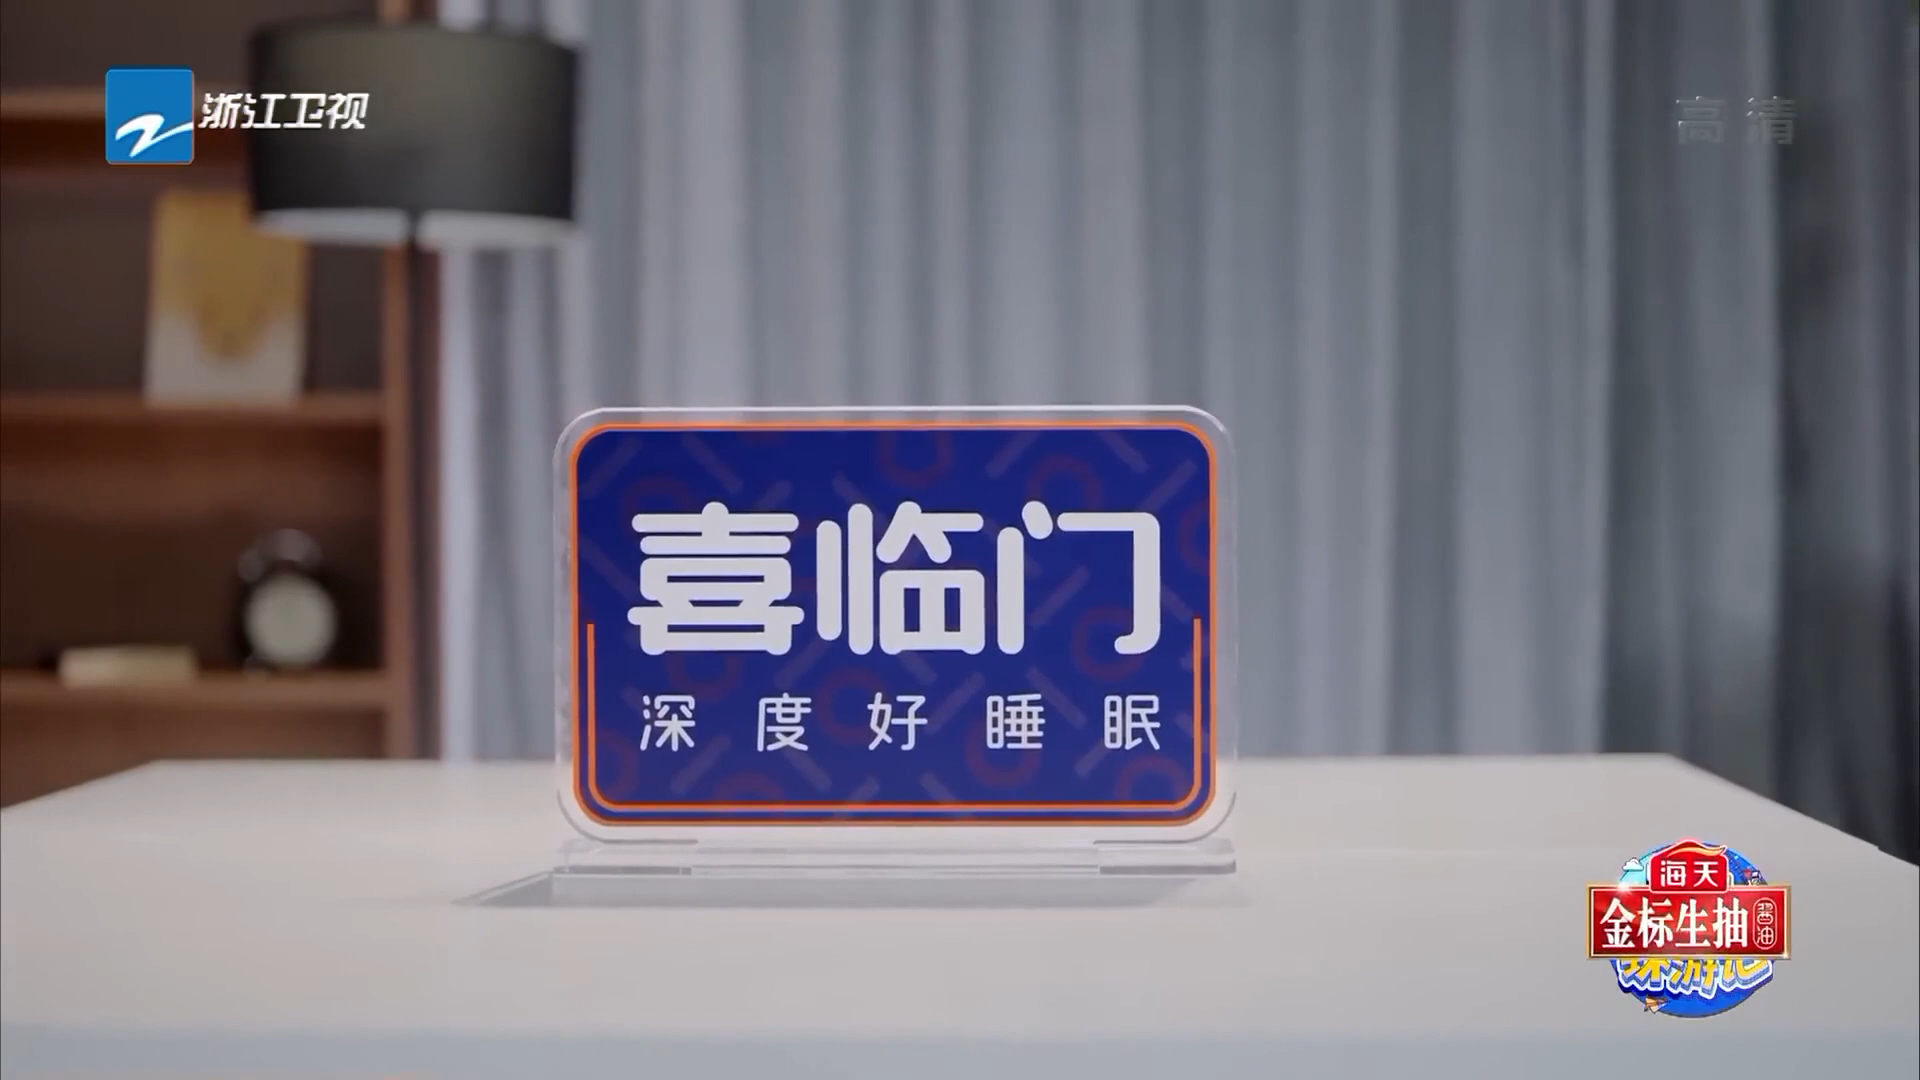 浙江卫视
高清
喜临门
深度好睡眠
海天
金标生抽
酱油